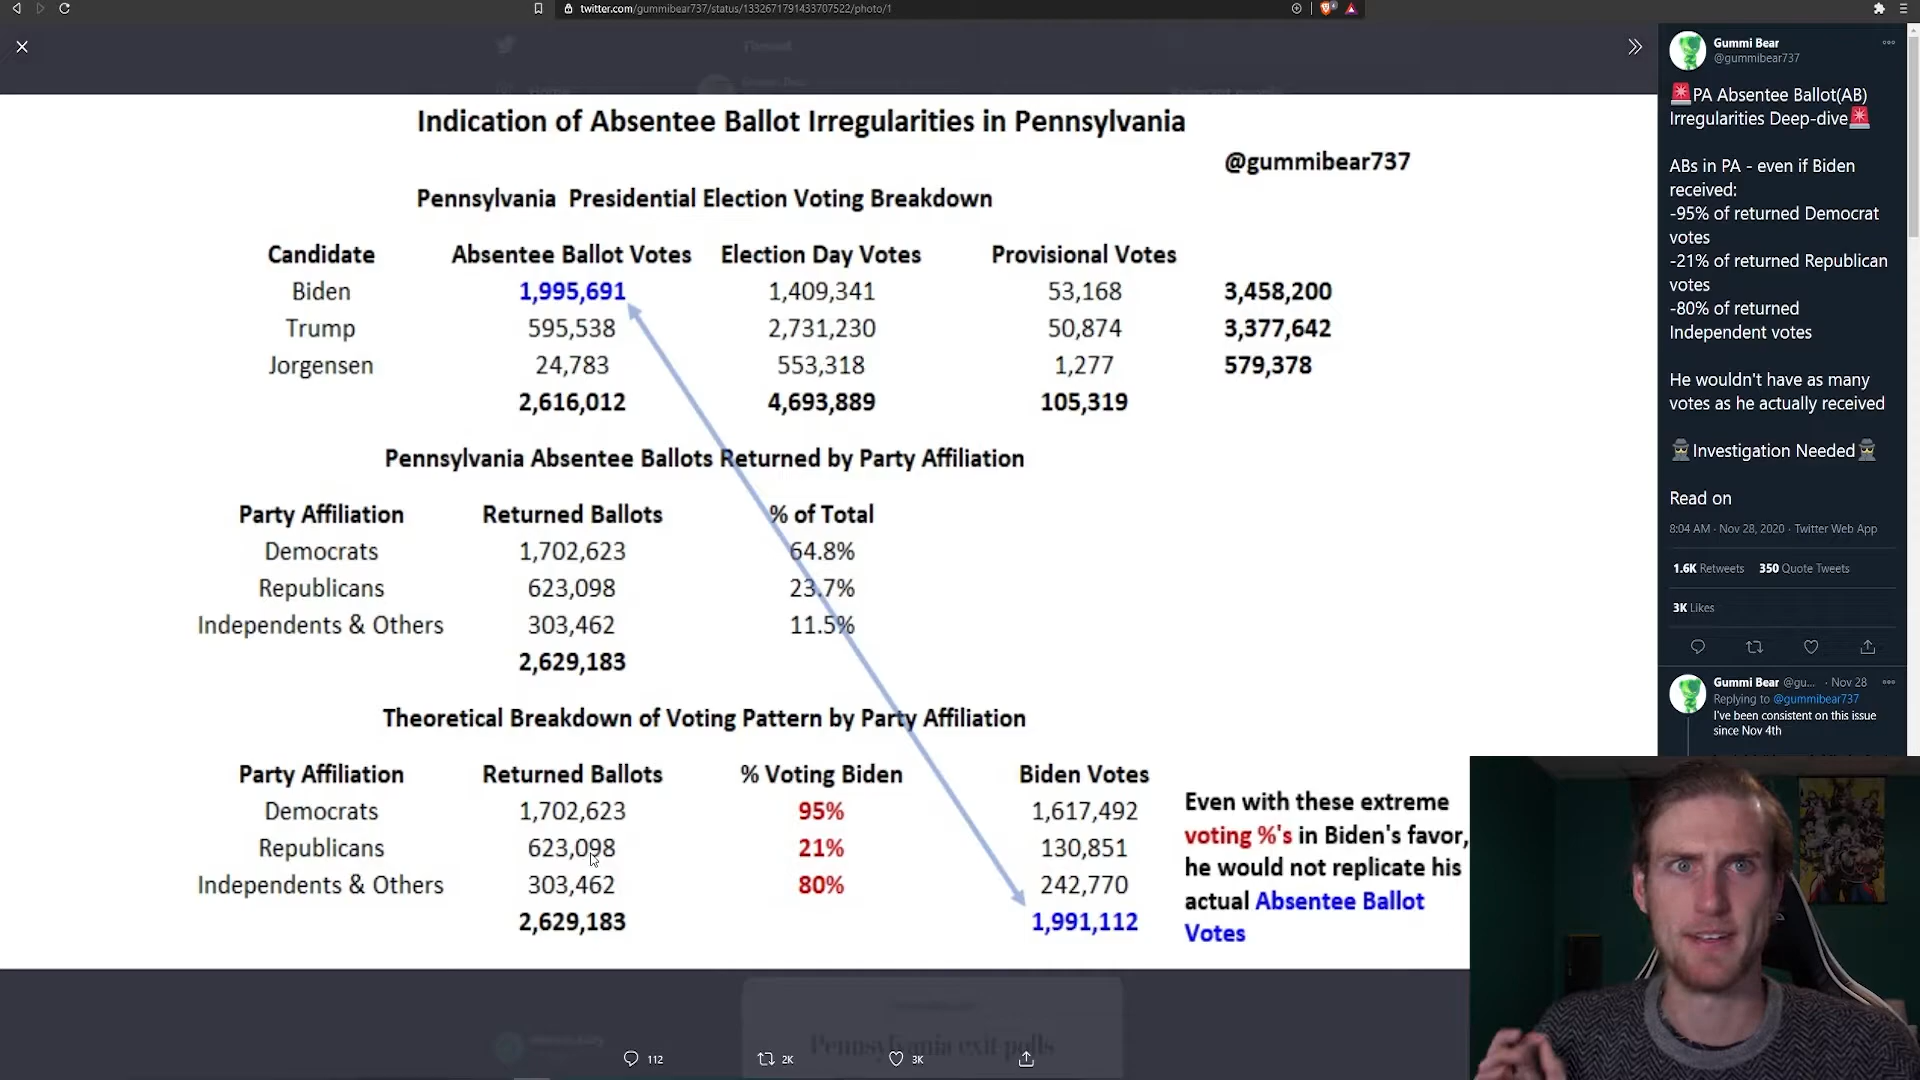 twitter.com/gummibear737/status/1332671791433707522/photo/1
Indication of Absentee Ballot Irregularities in Pennsylvania
@gummibear737
Pennsylvania Presidential Election Voting Breakdown
Candidate Absentee Ballot Votes Election Day Votes Provisional Votes
Biden 1,995,691 1,409,341 53,168 3,458,200
Trump 595,538 2,731,230 50,874 3,377,642
Jorgensen 24,783 553,318 1,277 579,378
2,616,012 4,693,889 105,319
Pennsylvania Absentee Ballots Returned by Party Affiliation
Party Affiliation Returned Ballots % of Total
Democrats 1,702,623 64.8%
Republicans 623,098 23.7%
Independents & Others 303,462 11.5%
2,629,183
Theoretical Breakdown of Voting Pattern by Party Affiliation
Party Affiliation Returned Ballots % Voting Biden Biden Votes
Democrats 1,702,623 95% 1,617,492
Republicans 623,098 21% 130,851
Independents & Others 303,462 80% 242,770
2,629,183 1,991,112
Even with these extreme
voting %'s in Biden's favor,
he would not replicate his
actual Absentee Ballot
Votes
Pennsylvania exit polls
112 2K 3K
Gummi Bear
@gummibear737
🚨PA Absentee Ballot(AB)
Irregularities Deep-dive🚨
ABs in PA - even if Biden
received:
-95% of returned Democrat
votes
-21% of returned Republican
votes
-80% of returned
Independent votes
He wouldn't have as many
votes as he actually received
🕵Investigation Needed🕵
Read on
8:04 AM · Nov 28, 2020 · Twitter Web App
1.6K Retweets 350 Quote Tweets
3K Likes
Gummi Bear @gu... · Nov 28
Replying to @gummibear737
I've been consistent on this issue
since Nov 4th